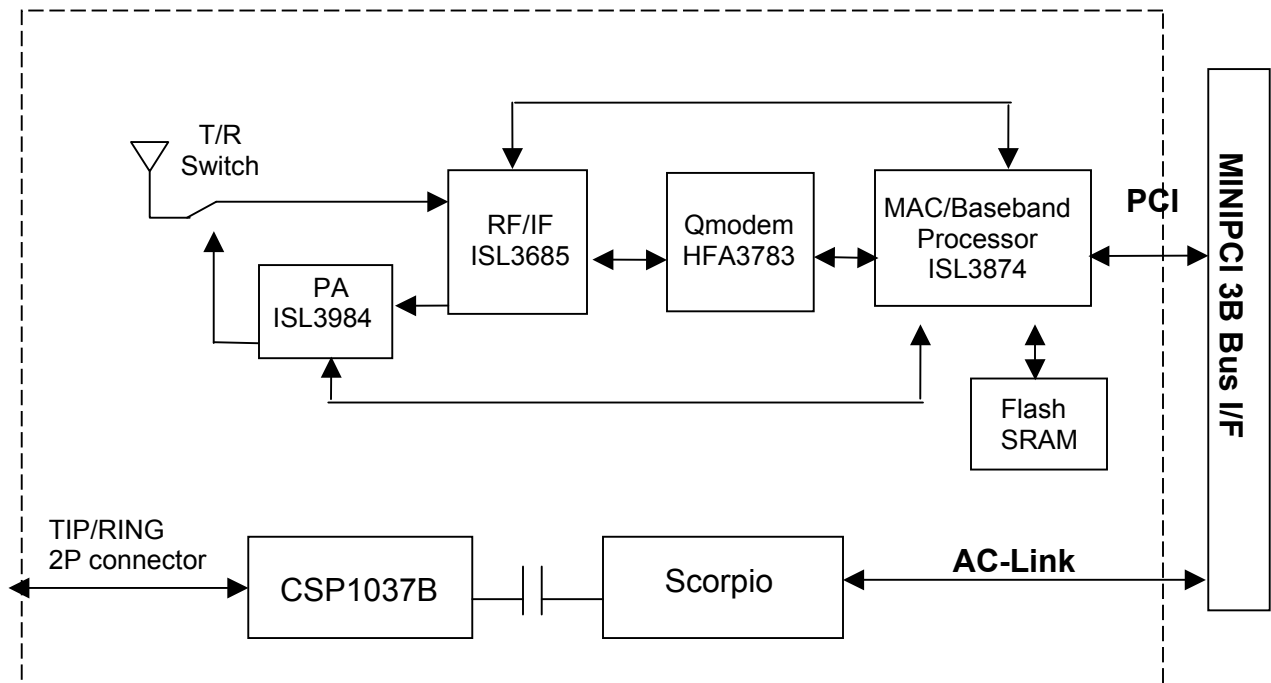 T/R
Switch
RF/IF
ISL3685
Qmodem
HFA3783
MAC/Baseband
Processor
ISL3874
PCI
MINIPCI 3B Bus I/F
PA
ISL3984
Flash
SRAM
TIP/RING
2P connector
CSP1037B
Scorpio
AC-Link